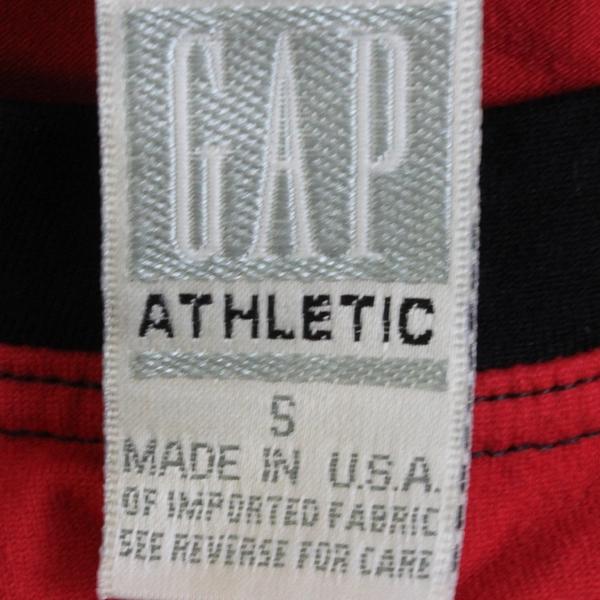 GAP
ATHLETIC
S
MADE IN U.S.A.
OF IMPORTED FABRIC
SEE REVERSE FOR CARE